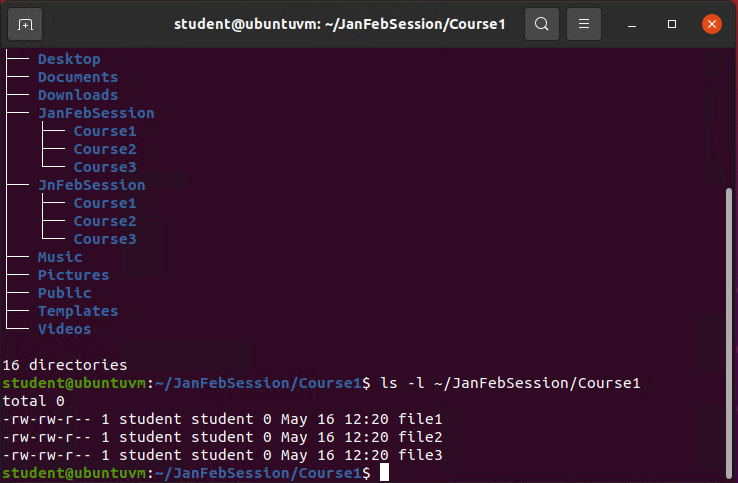 student@ubuntuvm: ~/JanFebSession/Course1
├── Desktop
├── Documents
├── Downloads
├── JanFebSession
│   ├── Course1
│   ├── Course2
│   └── Course3
├── JnFebSession
│   ├── Course1
│   ├── Course2
│   └── Course3
├── Music
├── Pictures
├── Public
├── Templates
└── Videos

16 directories
student@ubuntuvm:~/JanFebSession/Course1$ ls -l ~/JanFebSession/Course1
total 0
-rw-rw-r-- 1 student student 0 May 16 12:20 file1
-rw-rw-r-- 1 student student 0 May 16 12:20 file2
-rw-rw-r-- 1 student student 0 May 16 12:20 file3
student@ubuntuvm:~/JanFebSession/Course1$